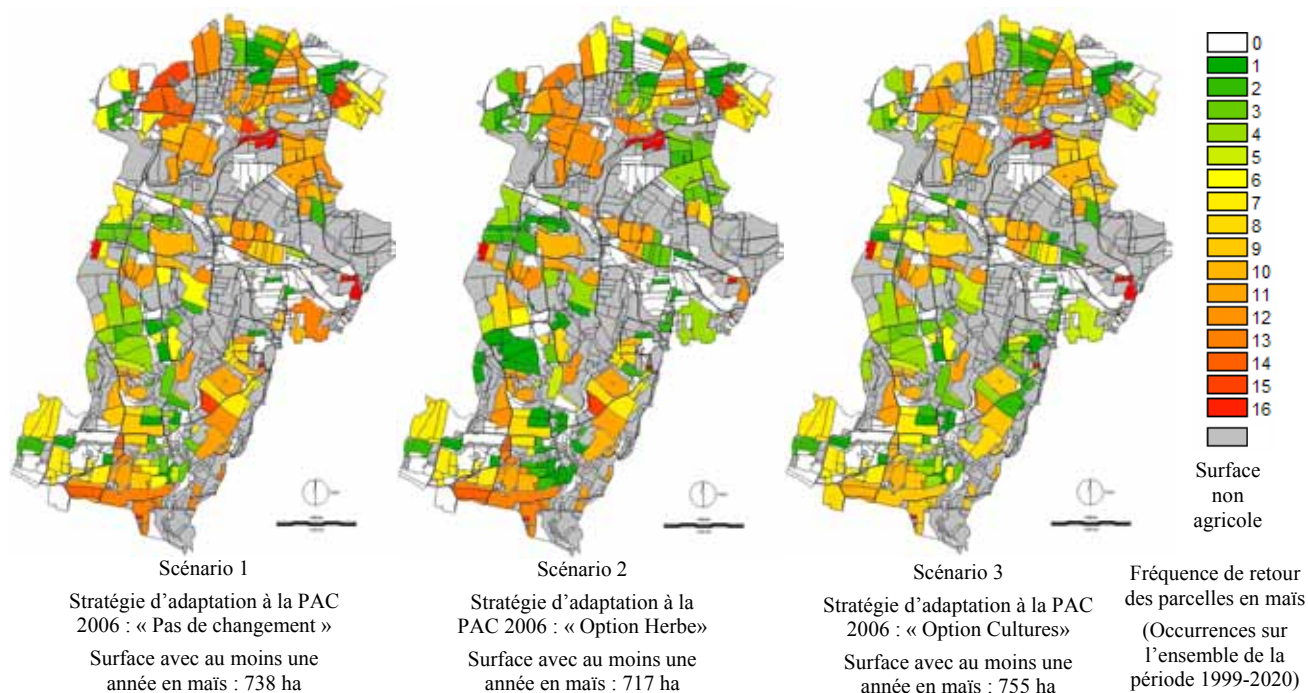 0
1
2
3
4
5
6
7
8
9
10
11
12
13
14
15
16
Surface
non
agricole
Scénario 1
Stratégie d’adaptation à la PAC
2006 : « Pas de changement »
Surface avec au moins une
année en maïs : 738 ha
Scénario 2
Stratégie d’adaptation à la
PAC 2006 : « Option Herbe»
Surface avec au moins une
année en maïs : 717 ha
Scénario 3
Stratégie d’adaptation à la PAC
2006 : « Option Cultures»
Surface avec au moins une
année en maïs : 755 ha
Fréquence de retour
des parcelles en maïs
(Occurrences sur
l’ensemble de la
période 1999-2020)